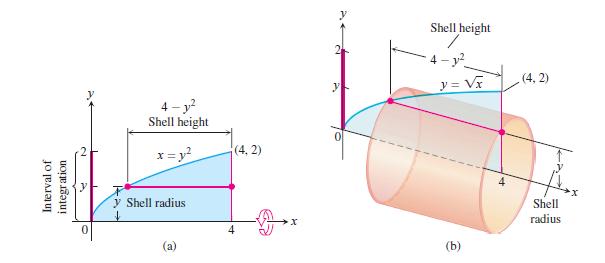 y
4 − y²
Shell height
x = y²
(4, 2)
2
y
y
Shell radius
Interval of
integration
0
4
x
(a)
y
Shell height
4 − y²
2
y = √x
(4, 2)
y
0
4
y
x
Shell
radius
(b)